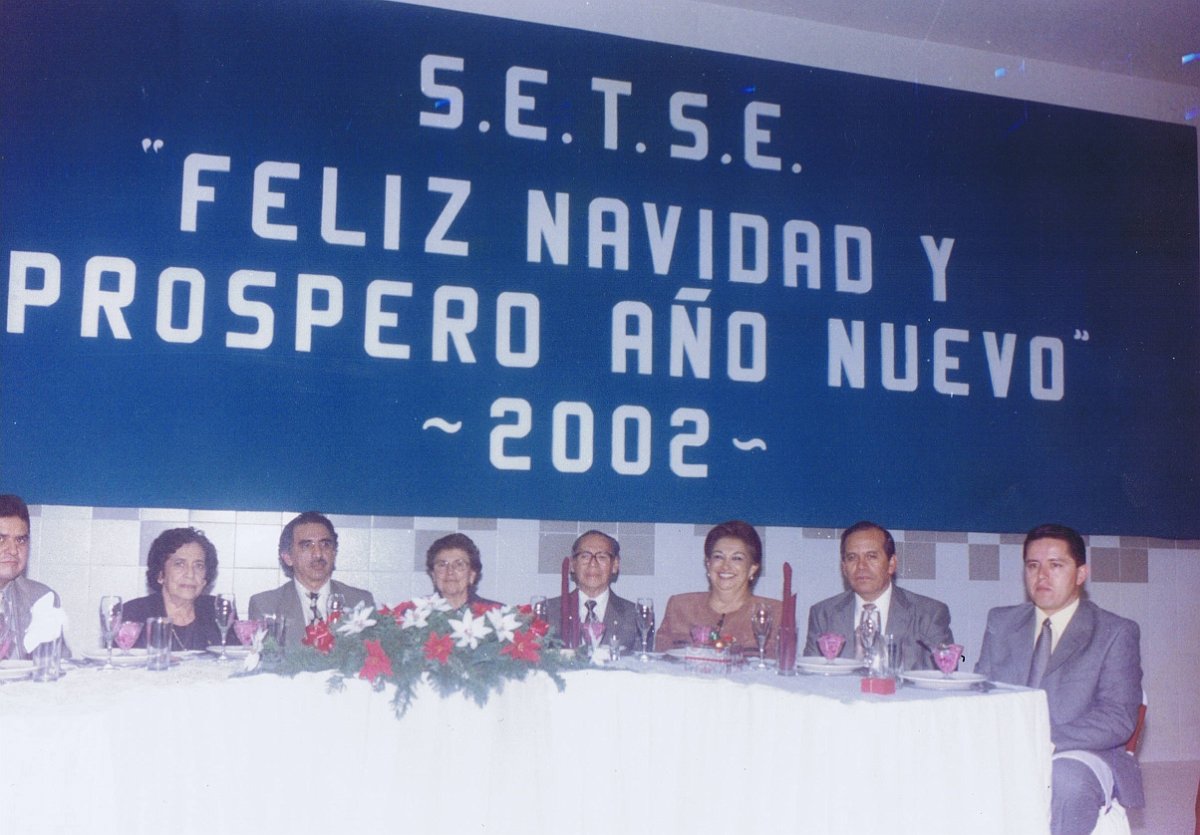 S.E.T.S.E.
"FELIZ NAVIDAD Y
PROSPERO AÑO NUEVO"
~2002~